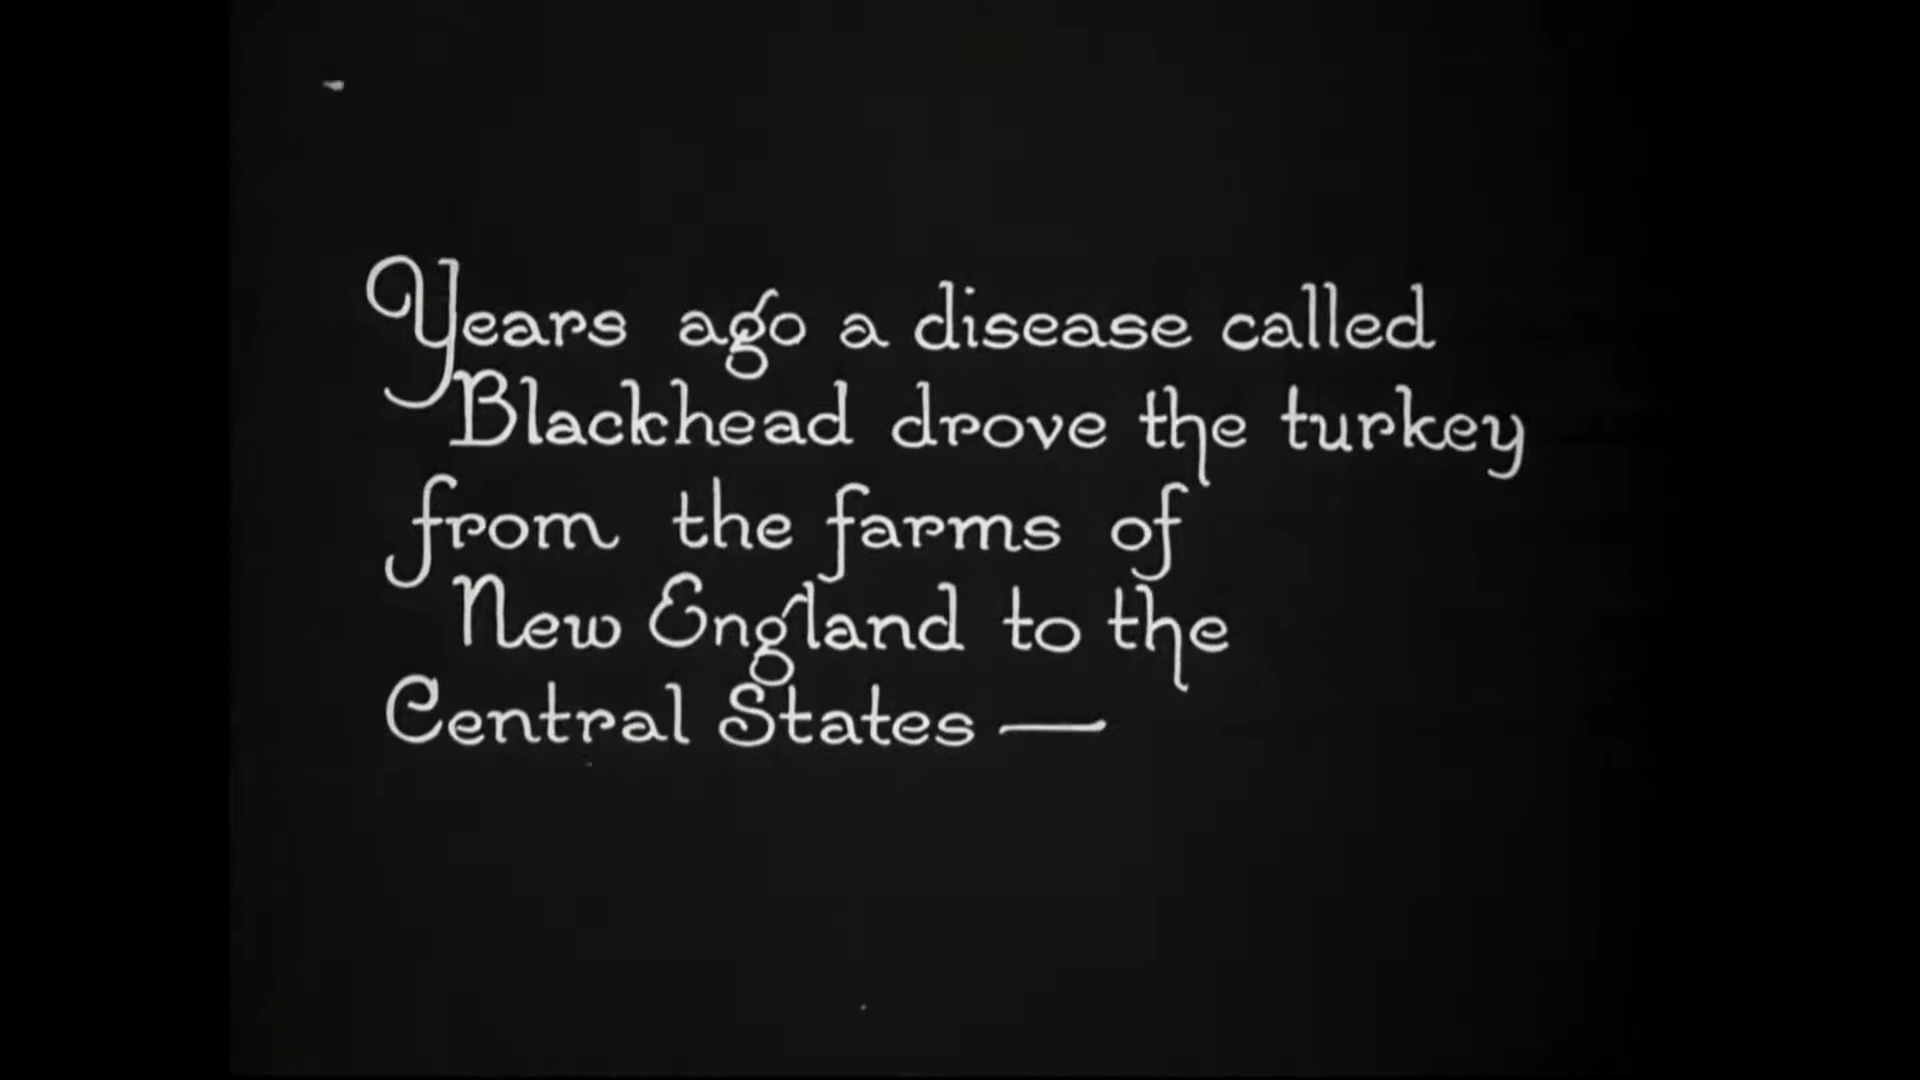 Years ago a disease called
Blackhead drove the turkey
from the farms of
New England to the
Central States —